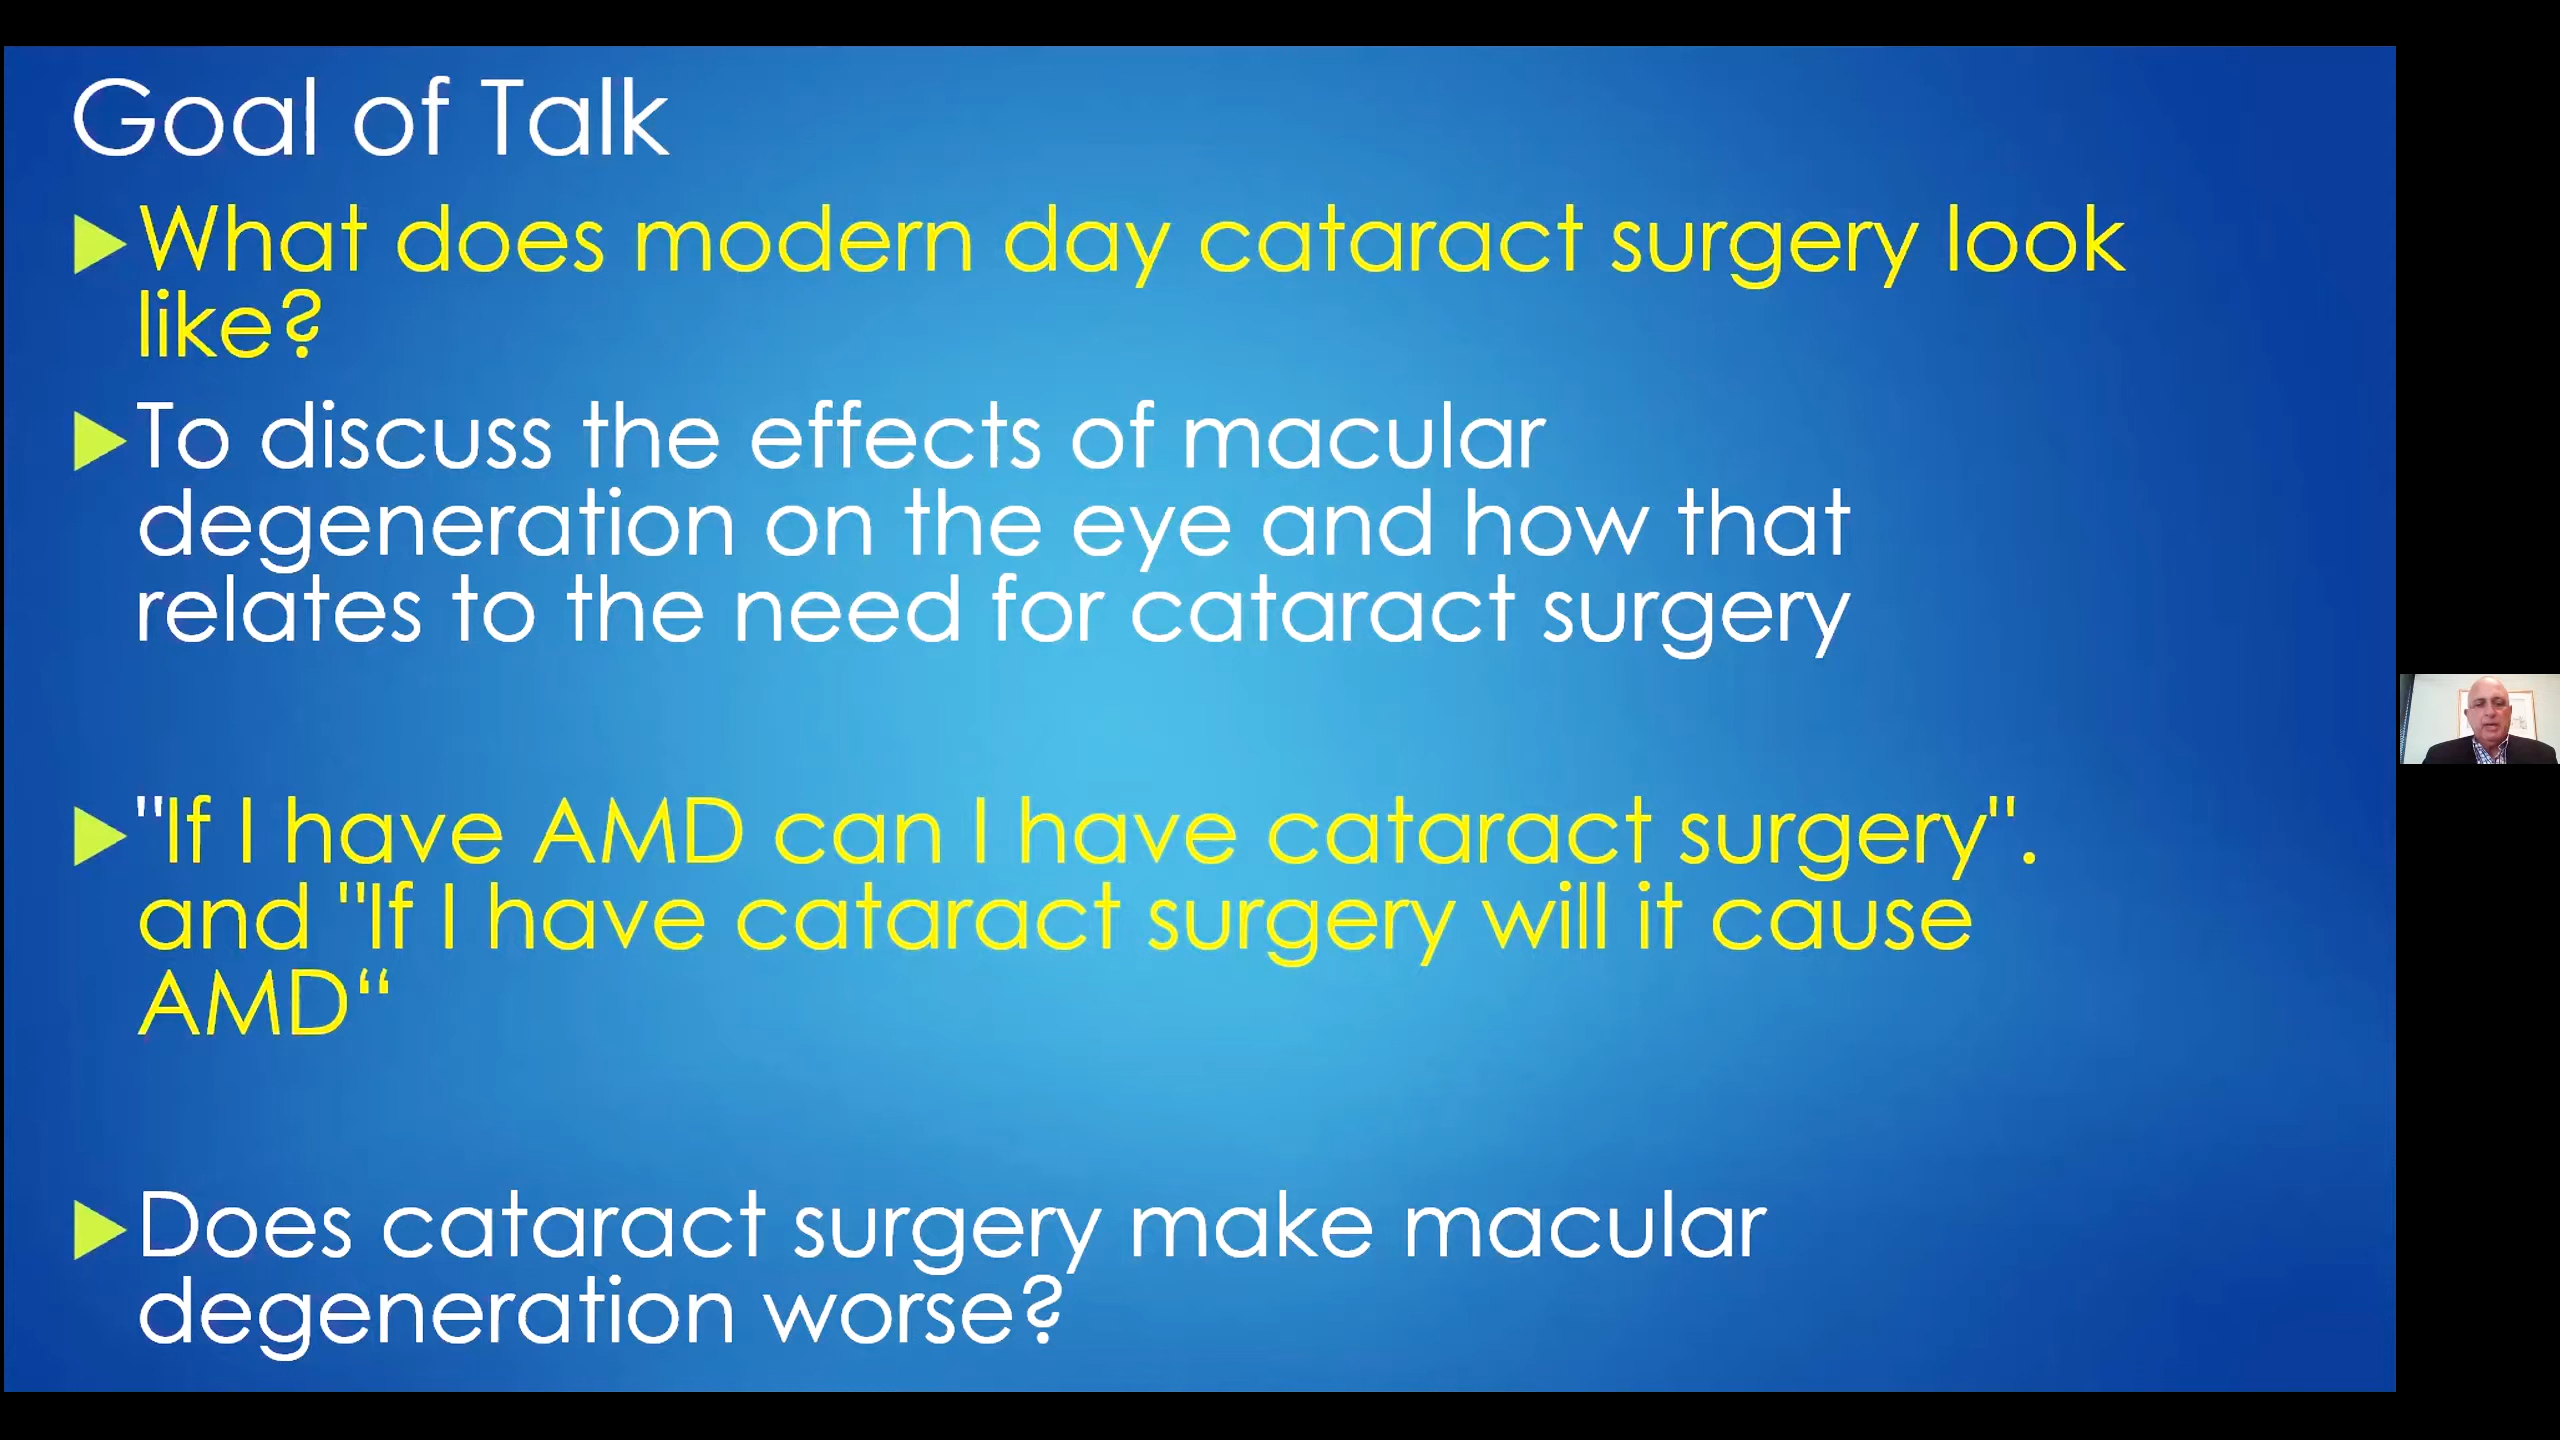 Goal of Talk
What does modern day cataract surgery look
like?
To discuss the effects of macular
degeneration on the eye and how that
relates to the need for cataract surgery
"If I have AMD can I have cataract surgery".
and "If I have cataract surgery will it cause
AMD“
Does cataract surgery make macular
degeneration worse?